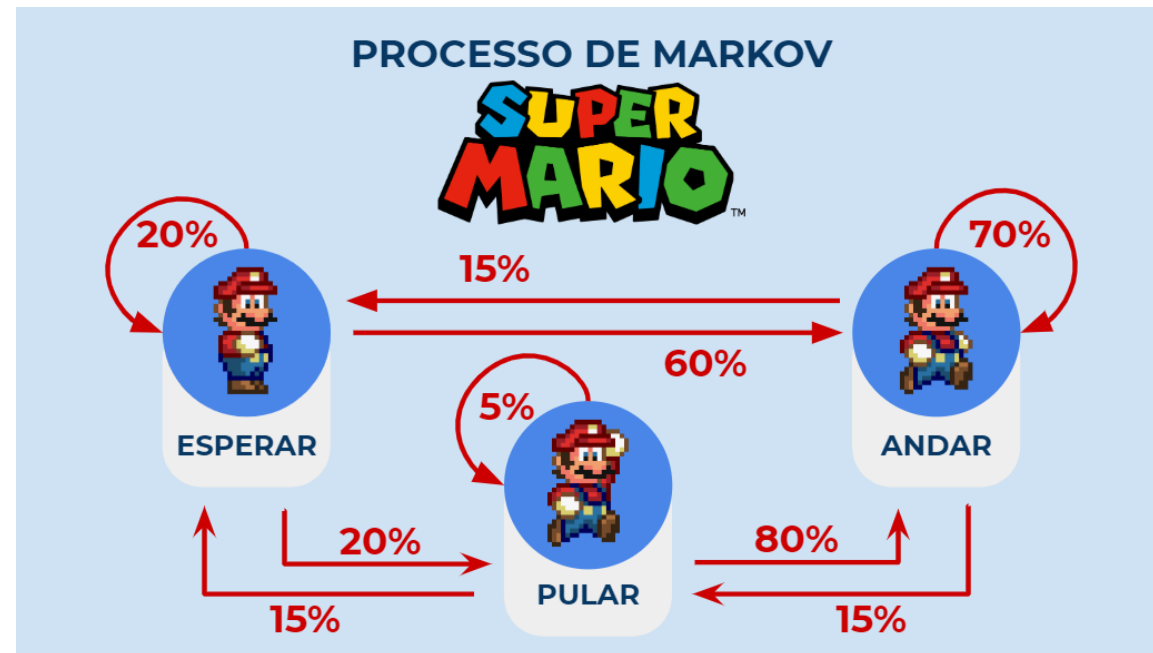 PROCESSO DE MARKOV
SUPER
MARIO
TM
20%
70%
15%
60%
5%
ESPERAR
ANDAR
20%
80%
PULAR
15%
15%